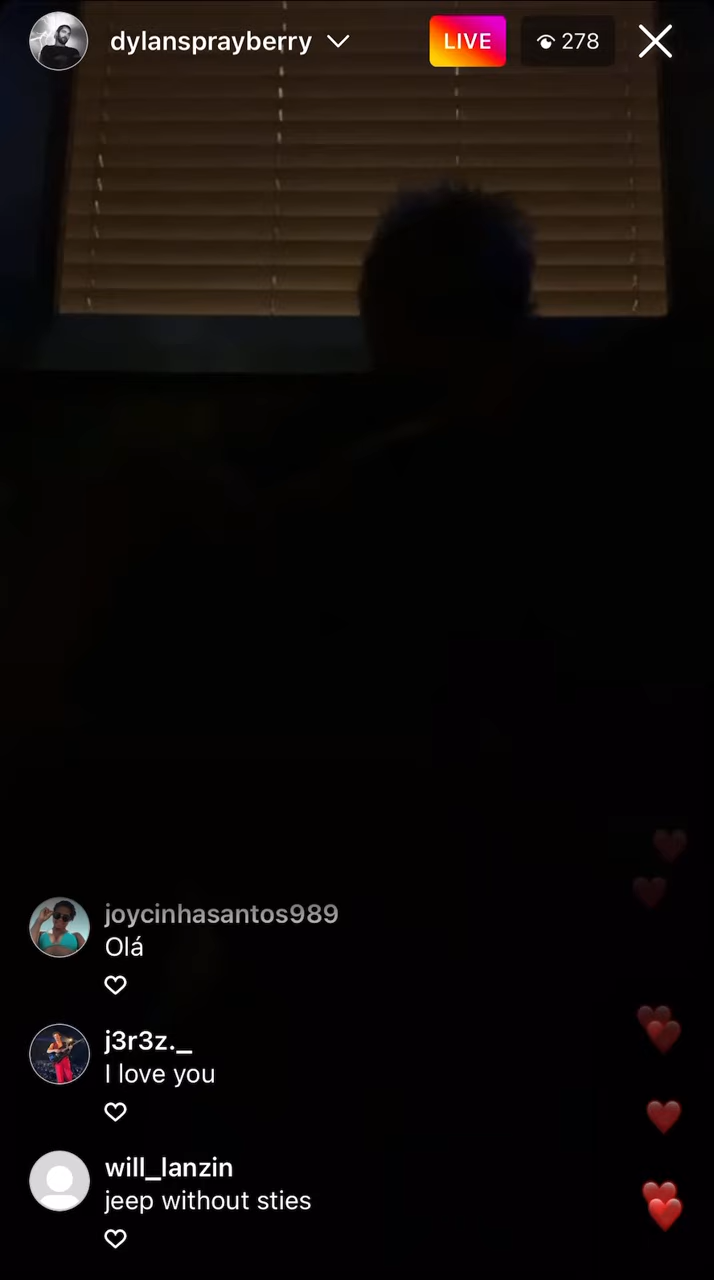 dylansprayberry
LIVE
278
joycinhasantos989
Olá
j3r3z._
I love you
will_lanzin
jeep without sties